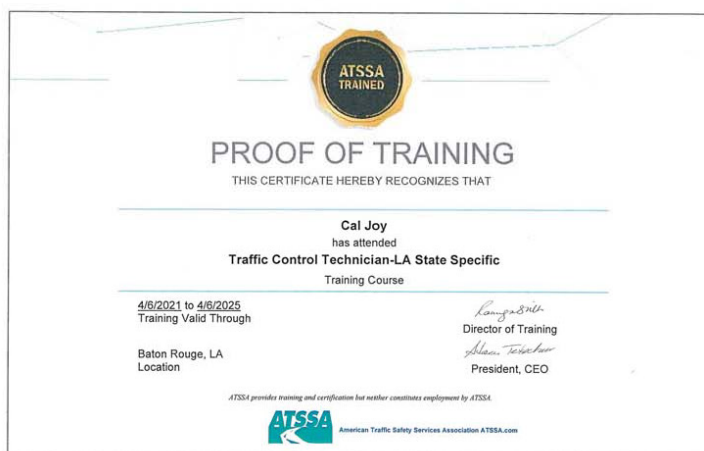 ATSSA
TRAINED
PROOF OF TRAINING
THIS CERTIFICATE HEREBY RECOGNIZES THAT
Cal Joy
has attended
Traffic Control Technician-LA State Specific
Training Course
4/6/2021 to 4/6/2025
Training Valid Through
Director of Training
Baton Rouge, LA
Location
President, CEO
ATSSA provides training and certification but neither constitutes employment by ATSSA.
ATSSA
American Traffic Safety Services Association ATSSA.com